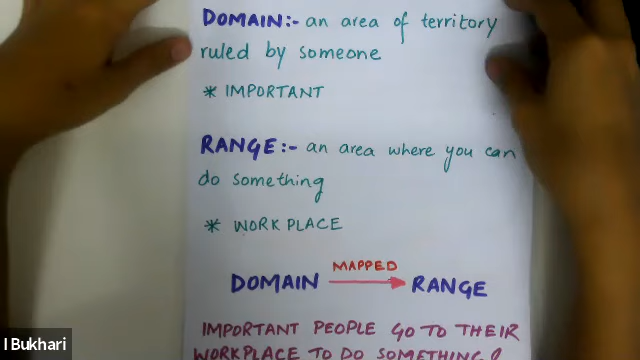 DOMAIN:- an area of territory
ruled by someone
* IMPORTANT
RANGE:- an area where you can
do something
* WORKPLACE
MAPPED
DOMAIN → RANGE
IMPORTANT PEOPLE GO TO THEIR
WORKPLACE TO DO SOMETHING?
I Bukhari